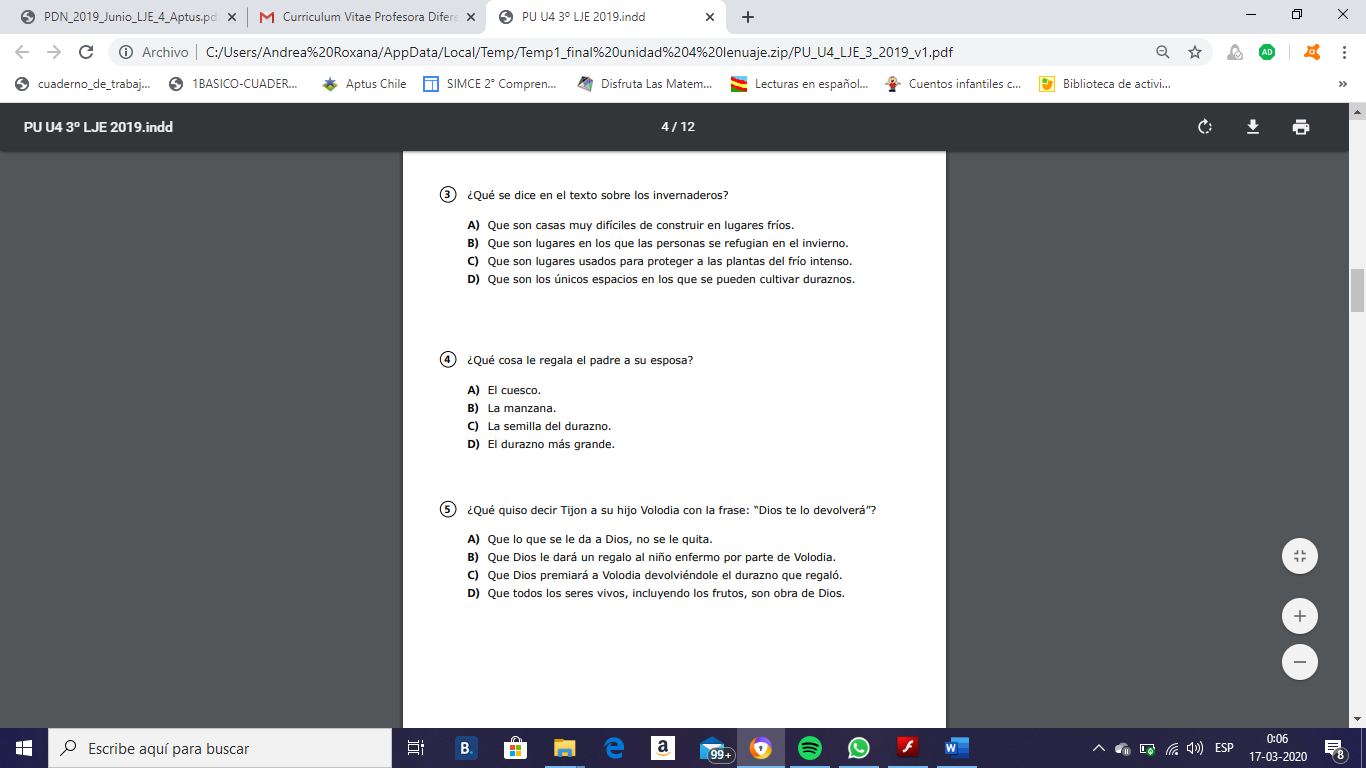 PDN_2019_Junio_LJE_4_Aptus.pd
Curriculum Vitae Profesora Difere
PU U4 3º LJE 2019.indd
Archivo
C:/Users/Andrea%20Roxana/AppData/Local/Temp/Temp1_final%20unidad%204%20lenuaje.zip/PU_U4_LJE_3_2019_v1.pdf
AD
cuaderno_de_trabaj...
1BASICO-CUADER...
Aptus Chile
SIMCE 2° Compren...
Disfruta Las Matem...
Lecturas en español...
Cuentos infantiles c...
Biblioteca de activi...
»
PU U4 3º LJE 2019.indd
4 / 12
3 ¿Qué se dice en el texto sobre los invernaderos?
A) Que son casas muy difíciles de construir en lugares fríos.
B) Que son lugares en los que las personas se refugian en el invierno.
C) Que son lugares usados para proteger a las plantas del frío intenso.
D) Que son los únicos espacios en los que se pueden cultivar duraznos.
4 ¿Qué cosa le regala el padre a su esposa?
A) El cuesco.
B) La manzana.
C) La semilla del durazno.
D) El durazno más grande.
5 ¿Qué quiso decir Tijon a su hijo Volodia con la frase: “Dios te lo devolverá”?
A) Que lo que se le da a Dios, no se le quita.
B) Que Dios le dará un regalo al niño enfermo por parte de Volodia.
C) Que Dios premiará a Volodia devolviéndole el durazno que regaló.
D) Que todos los seres vivos, incluyendo los frutos, son obra de Dios.
Escribe aquí para buscar
B.
a
99+
ESP
0:06
17-03-2020
8